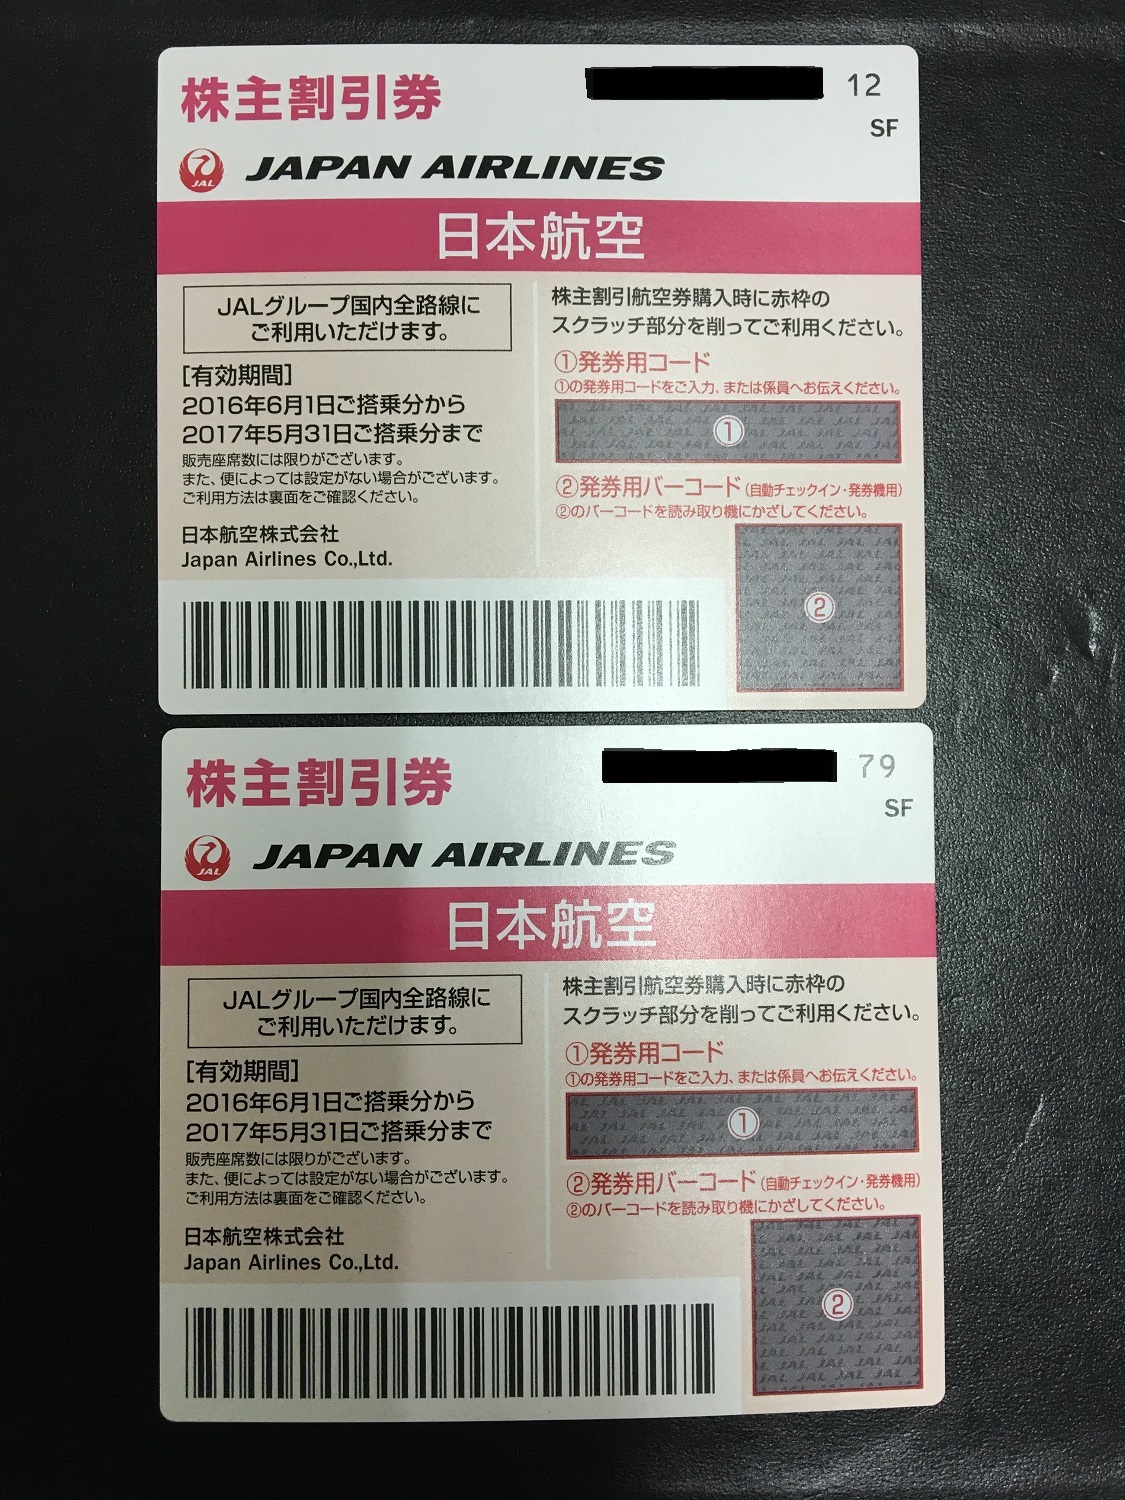 株主割引券
12
SF
JAL
JAPAN AIRLINES
日本航空
JALグループ国内全路線に
ご利用いただけます。
[有効期間]
2016年6月1日ご搭乗分から
2017年5月31日ご搭乗分まで
販売座席数には限りがございます。
また、便によっては設定がない場合がございます。
ご利用方法は裏面をご確認ください。
日本航空株式会社
Japan Airlines Co.,Ltd.
株主割引航空券購入時に赤枠の
スクラッチ部分を削ってご利用ください。
①発券用コード
①の発券用コードをご入力、または係員へお伝えください。
①
②発券用バーコード(自動チェックイン・発券機用)
②のバーコードを読み取り機にかざしてください。
②
株主割引券
79
SF
JAL
JAPAN AIRLINES
日本航空
JALグループ国内全路線に
ご利用いただけます。
[有効期間]
2016年6月1日ご搭乗分から
2017年5月31日ご搭乗分まで
販売座席数には限りがございます。
また、便によっては設定がない場合がございます。
ご利用方法は裏面をご確認ください。
日本航空株式会社
Japan Airlines Co.,Ltd.
株主割引航空券購入時に赤枠の
スクラッチ部分を削ってご利用ください。
①発券用コード
①の発券用コードをご入力、または係員へお伝えください。
①
②発券用バーコード(自動チェックイン・発券機用)
②のバーコードを読み取り機にかざしてください。
②